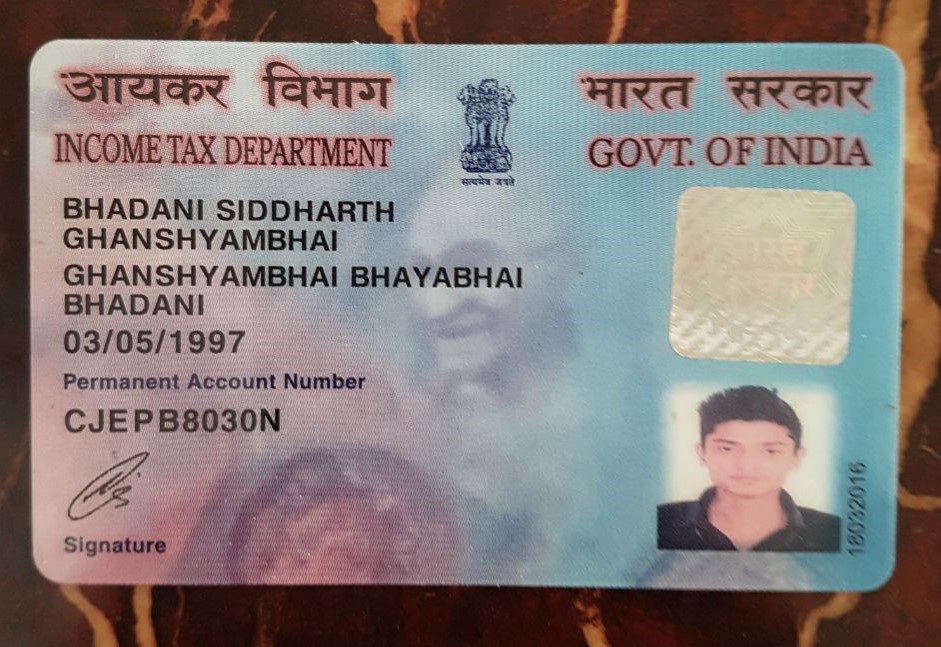 आयकर विभाग
भारत सरकार
INCOME TAX DEPARTMENT
GOVT. OF INDIA
सत्यमेव जयते
BHADANI SIDDHARTH
GHANSHYAMBHAI
GHANSHYAMBHAI BHAYABHAI
BHADANI
03/05/1997
Permanent Account Number
CJEPB8030N
Signature
18032016